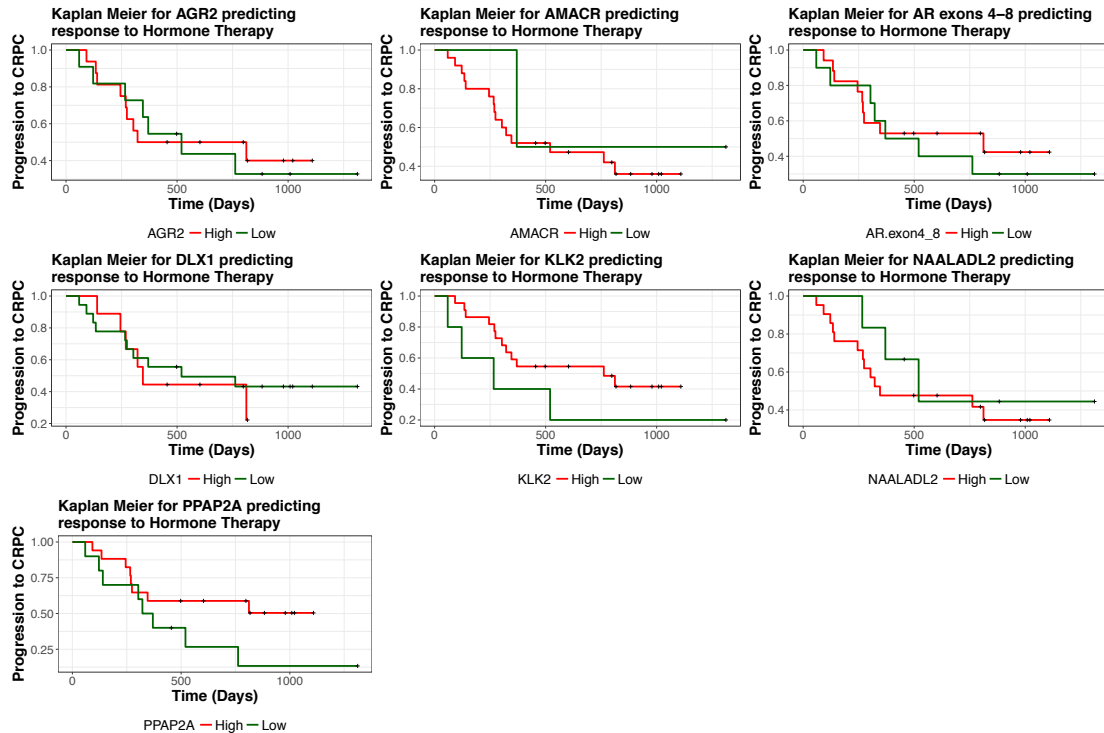 Kaplan Meier for AGR2 predicting
response to Hormone Therapy
Progression to CRPC
1.0
0.8
0.6
0.4
0
500
1000
Time (Days)
AGR2 High Low
Kaplan Meier for AMACR predicting
response to Hormone Therapy
Progression to CRPC
1.0
0.8
0.6
0.4
0
500
1000
Time (Days)
AMACR High Low
Kaplan Meier for AR exons 4–8 predicting
response to Hormone Therapy
Progression to CRPC
1.0
0.8
0.6
0.4
0
500
1000
Time (Days)
AR.exon4_8 High Low
Kaplan Meier for DLX1 predicting
response to Hormone Therapy
Progression to CRPC
1.0
0.8
0.6
0.4
0.2
0
500
1000
Time (Days)
DLX1 High Low
Kaplan Meier for KLK2 predicting
response to Hormone Therapy
Progression to CRPC
1.0
0.8
0.6
0.4
0.2
0
500
1000
Time (Days)
KLK2 High Low
Kaplan Meier for NAALADL2 predicting
response to Hormone Therapy
Progression to CRPC
1.0
0.8
0.6
0.4
0
500
1000
Time (Days)
NAALADL2 High Low
Kaplan Meier for PPAP2A predicting
response to Hormone Therapy
Progression to CRPC
1.00
0.75
0.50
0.25
0
500
1000
Time (Days)
PPAP2A High Low